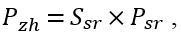 P_zh = S_sr × P_sr ,